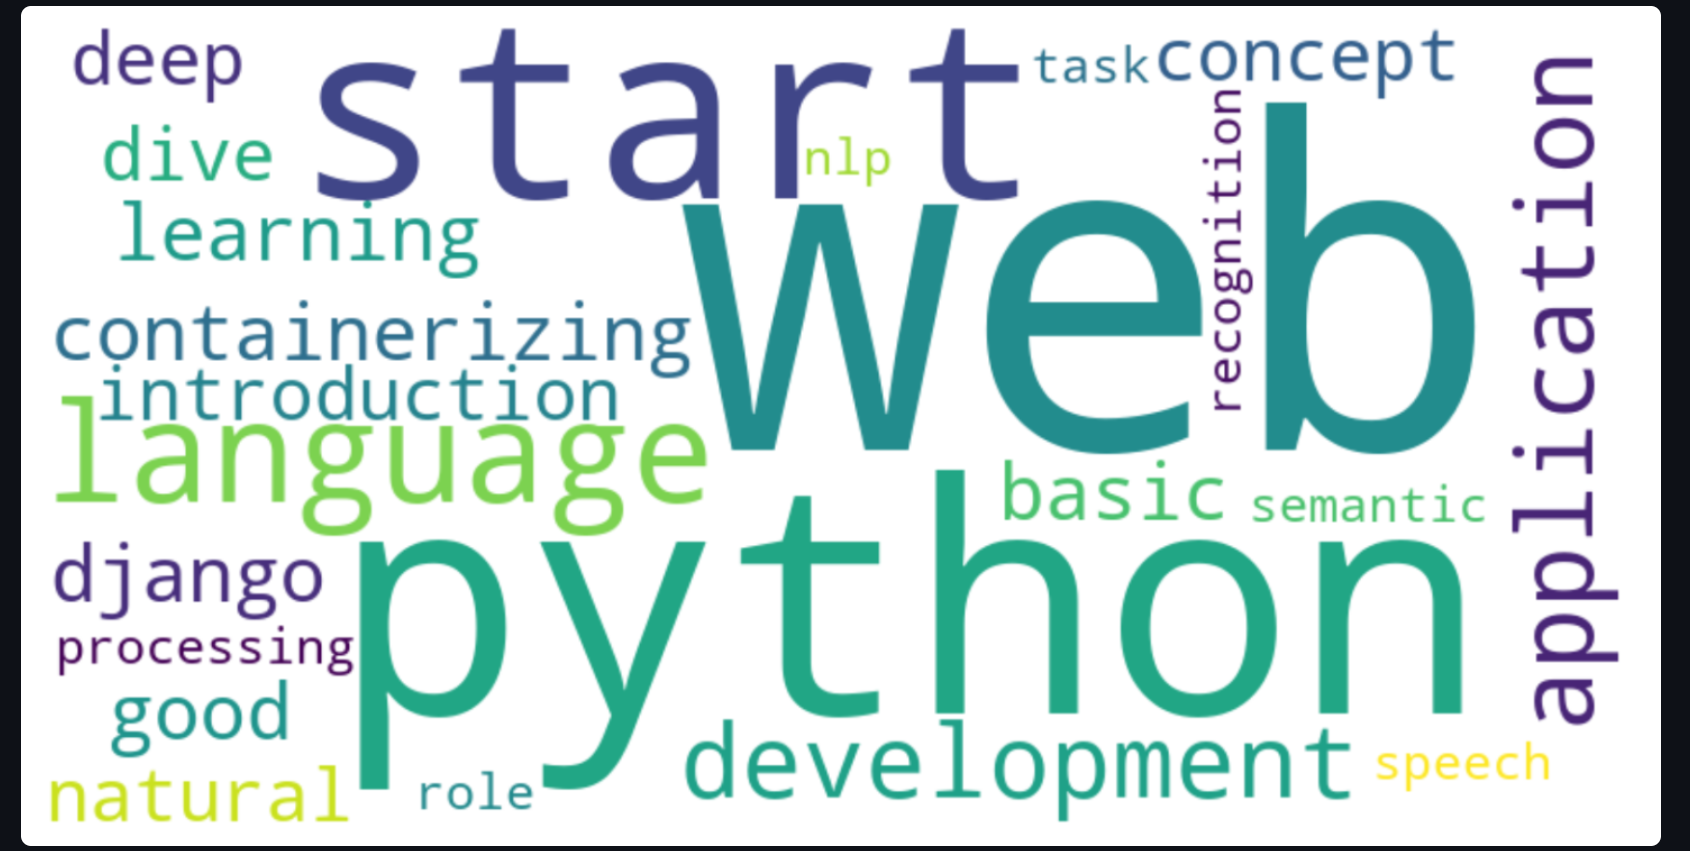 deep
start
task
concept
dive
nlp
recognition
application
learning
web
containerizing
introduction
language
basic
semantic
django
python
processing
good
development
speech
natural
role